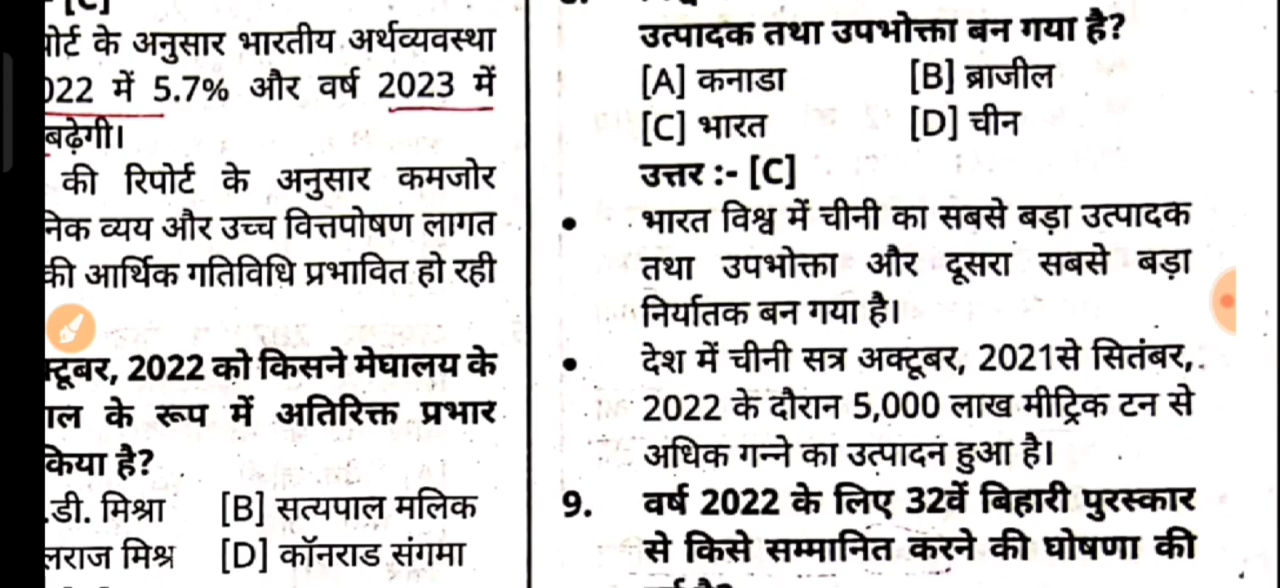 [C]
के अनुसार भारतीय अर्थव्यवस्था
में 5.7% और वर्ष 2023 में
बढ़ेगी।
की रिपोर्ट के अनुसार कमजोर
व्यय और उच्च वित्तपोषण लागत
की आर्थिक गतिविधि प्रभावित हो रही
2022 को किसने मेघालय के
के रूप में अतिरिक्त प्रभार
किया है?
डी. मिश्रा [B] सत्यपाल मलिक
मिश्र [D] कॉनराड संगमा
उत्पादक तथा उपभोक्ता बन गया है?
[A] कनाडा [B] ब्राजील
[C] भारत [D] चीन
उत्तर :- [C]
• भारत विश्व में चीनी का सबसे बड़ा उत्पादक
तथा उपभोक्ता और दूसरा सबसे बड़ा
निर्यातक बन गया है।
• देश में चीनी सत्र अक्टूबर, 2021से सितंबर,
2022 के दौरान 5,000 लाख मीट्रिक टन से
अधिक गन्ने का उत्पादन हुआ है।
9. वर्ष 2022 के लिए 32वें बिहारी पुरस्कार
से किसे सम्मानित करने की घोषणा की